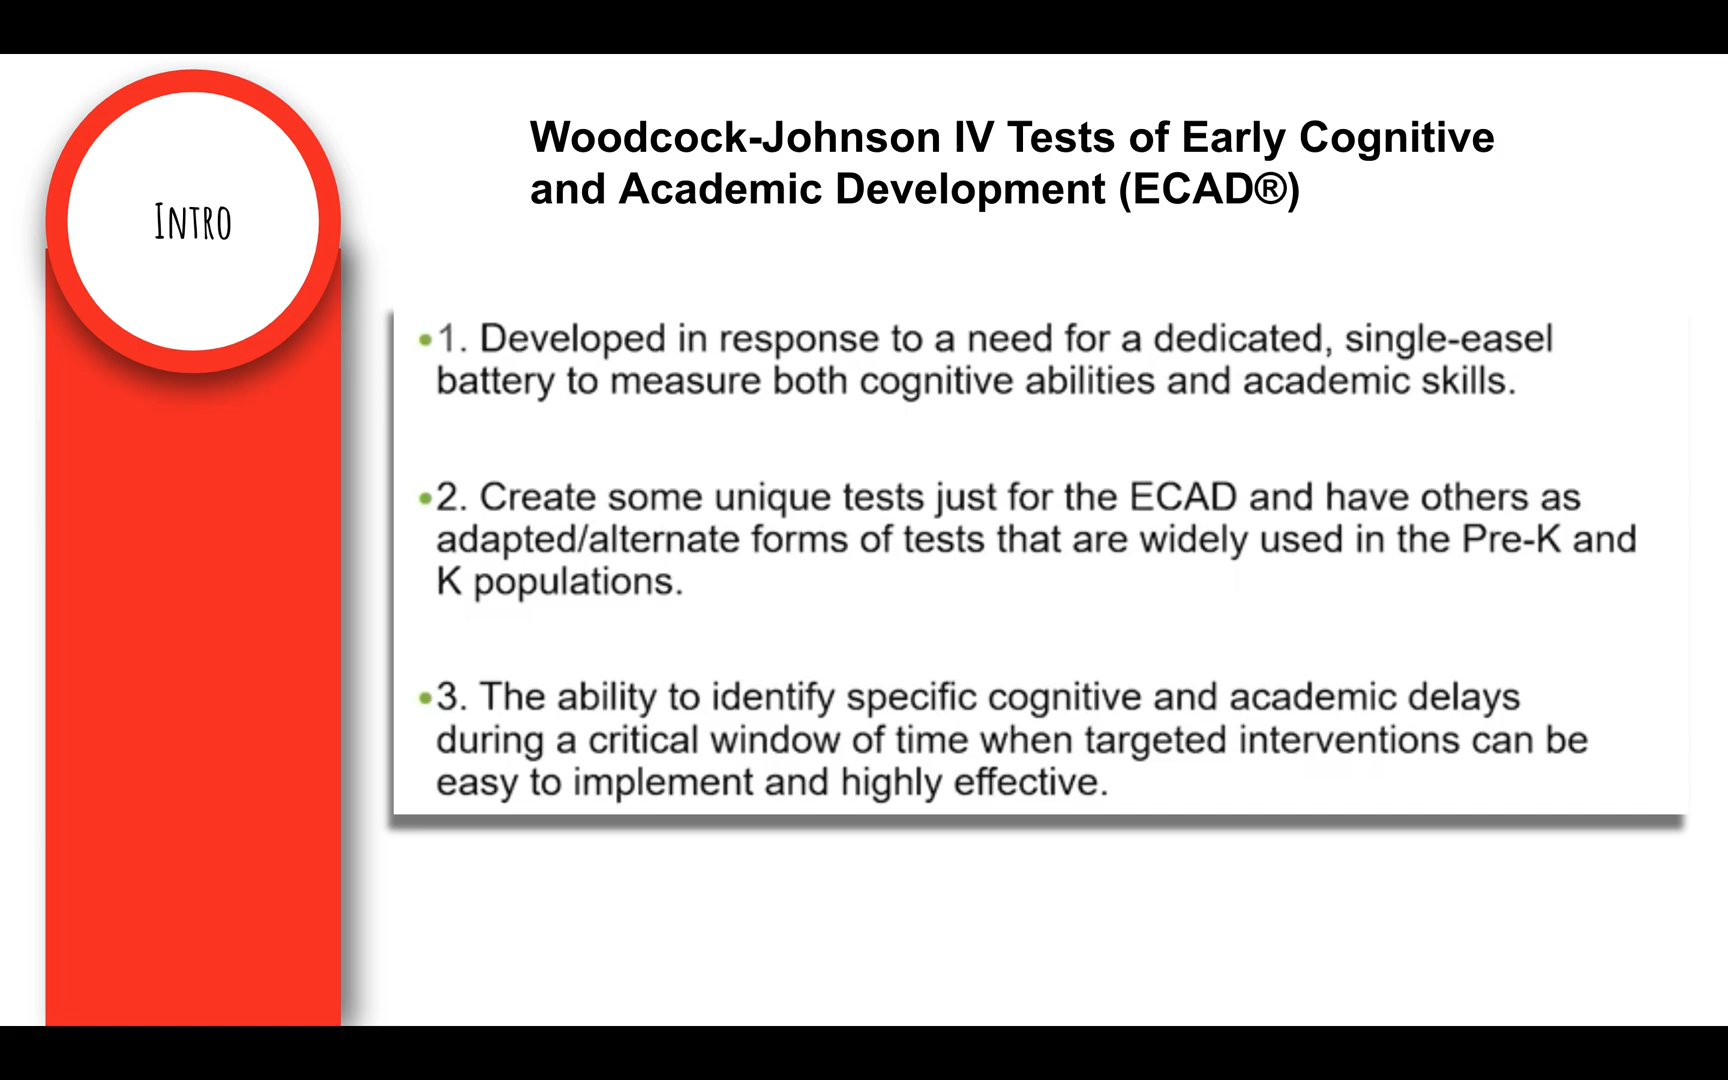 Intro
Woodcock-Johnson IV Tests of Early Cognitive
and Academic Development (ECAD®)
•1. Developed in response to a need for a dedicated, single-easel
battery to measure both cognitive abilities and academic skills.
•2. Create some unique tests just for the ECAD and have others as
adapted/alternate forms of tests that are widely used in the Pre-K and
K populations.
•3. The ability to identify specific cognitive and academic delays
during a critical window of time when targeted interventions can be
easy to implement and highly effective.